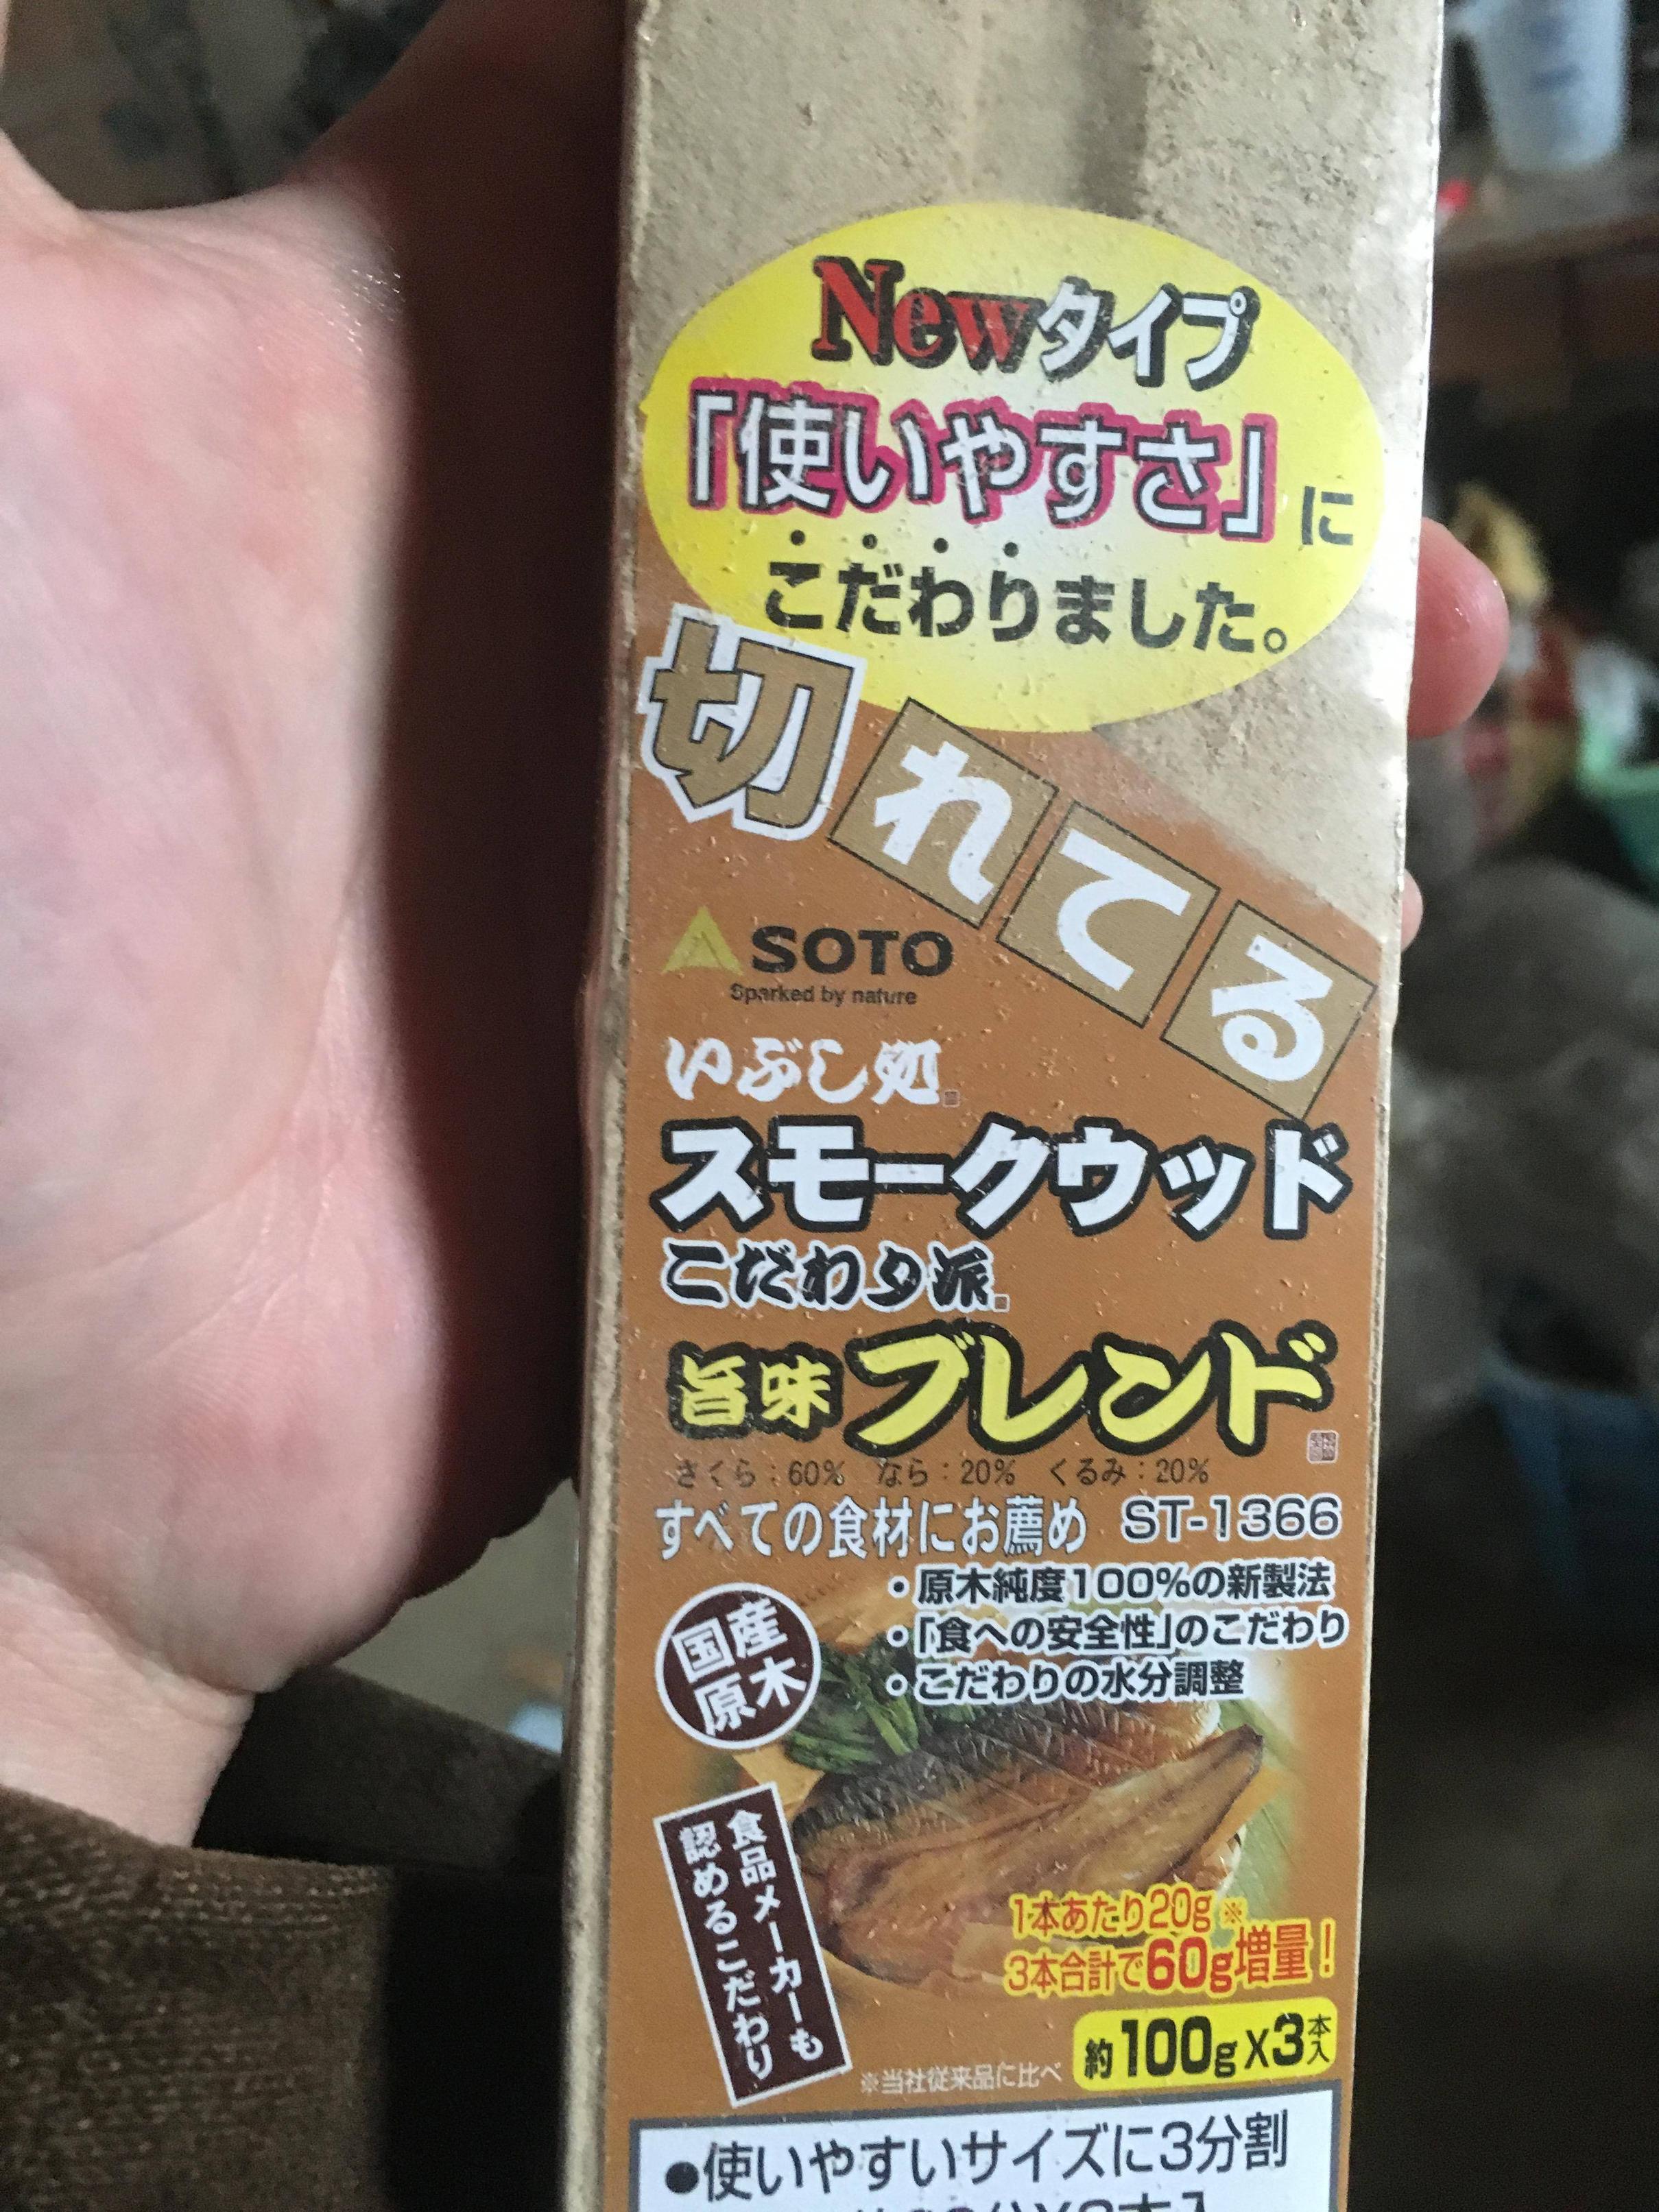 Newタイプ
「使いやすさ」に
こだわりました。
切れてる
SOTO
Sparked by nature
いぶし処
スモークウッド
こだわり派
旨味ブレンド
さくら:60% なら:20% くるみ:20%
すべての食材にお薦め ST-1366
・原木純度100%の新製法
・「食への安全性」のこだわり
・こだわりの水分調整
国産
原木
食品メーカーも
認めるこだわり
1本あたり20g※
3本合計で60g増量!
約100g×3本入
※当社従来品に比べ
●使いやすいサイズに3分割